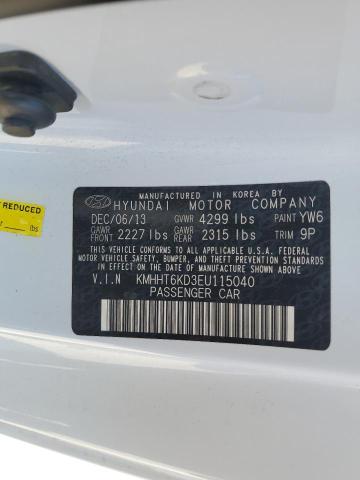 REDUCED
lbs
MANUFACTURED IN KOREA BY
HYUNDAI MOTOR COMPANY
DEC/06/13 GVWR 4299 lbs PAINT YW6
GAWR FRONT 2227 lbs GAWR REAR 2315 lbs TRIM 9P
THIS VEHICLE CONFORMS TO ALL APPLICABLE U.S.A. FEDERAL
MOTOR VEHICLE SAFETY, BUMPER, AND THEFT PREVENTION
STANDARDS IN EFFECT ON THE DATE OF MANUFACTURE SHOWN ABOVE.
V.I.N KMHHT6KD3EU115040
PASSENGER CAR